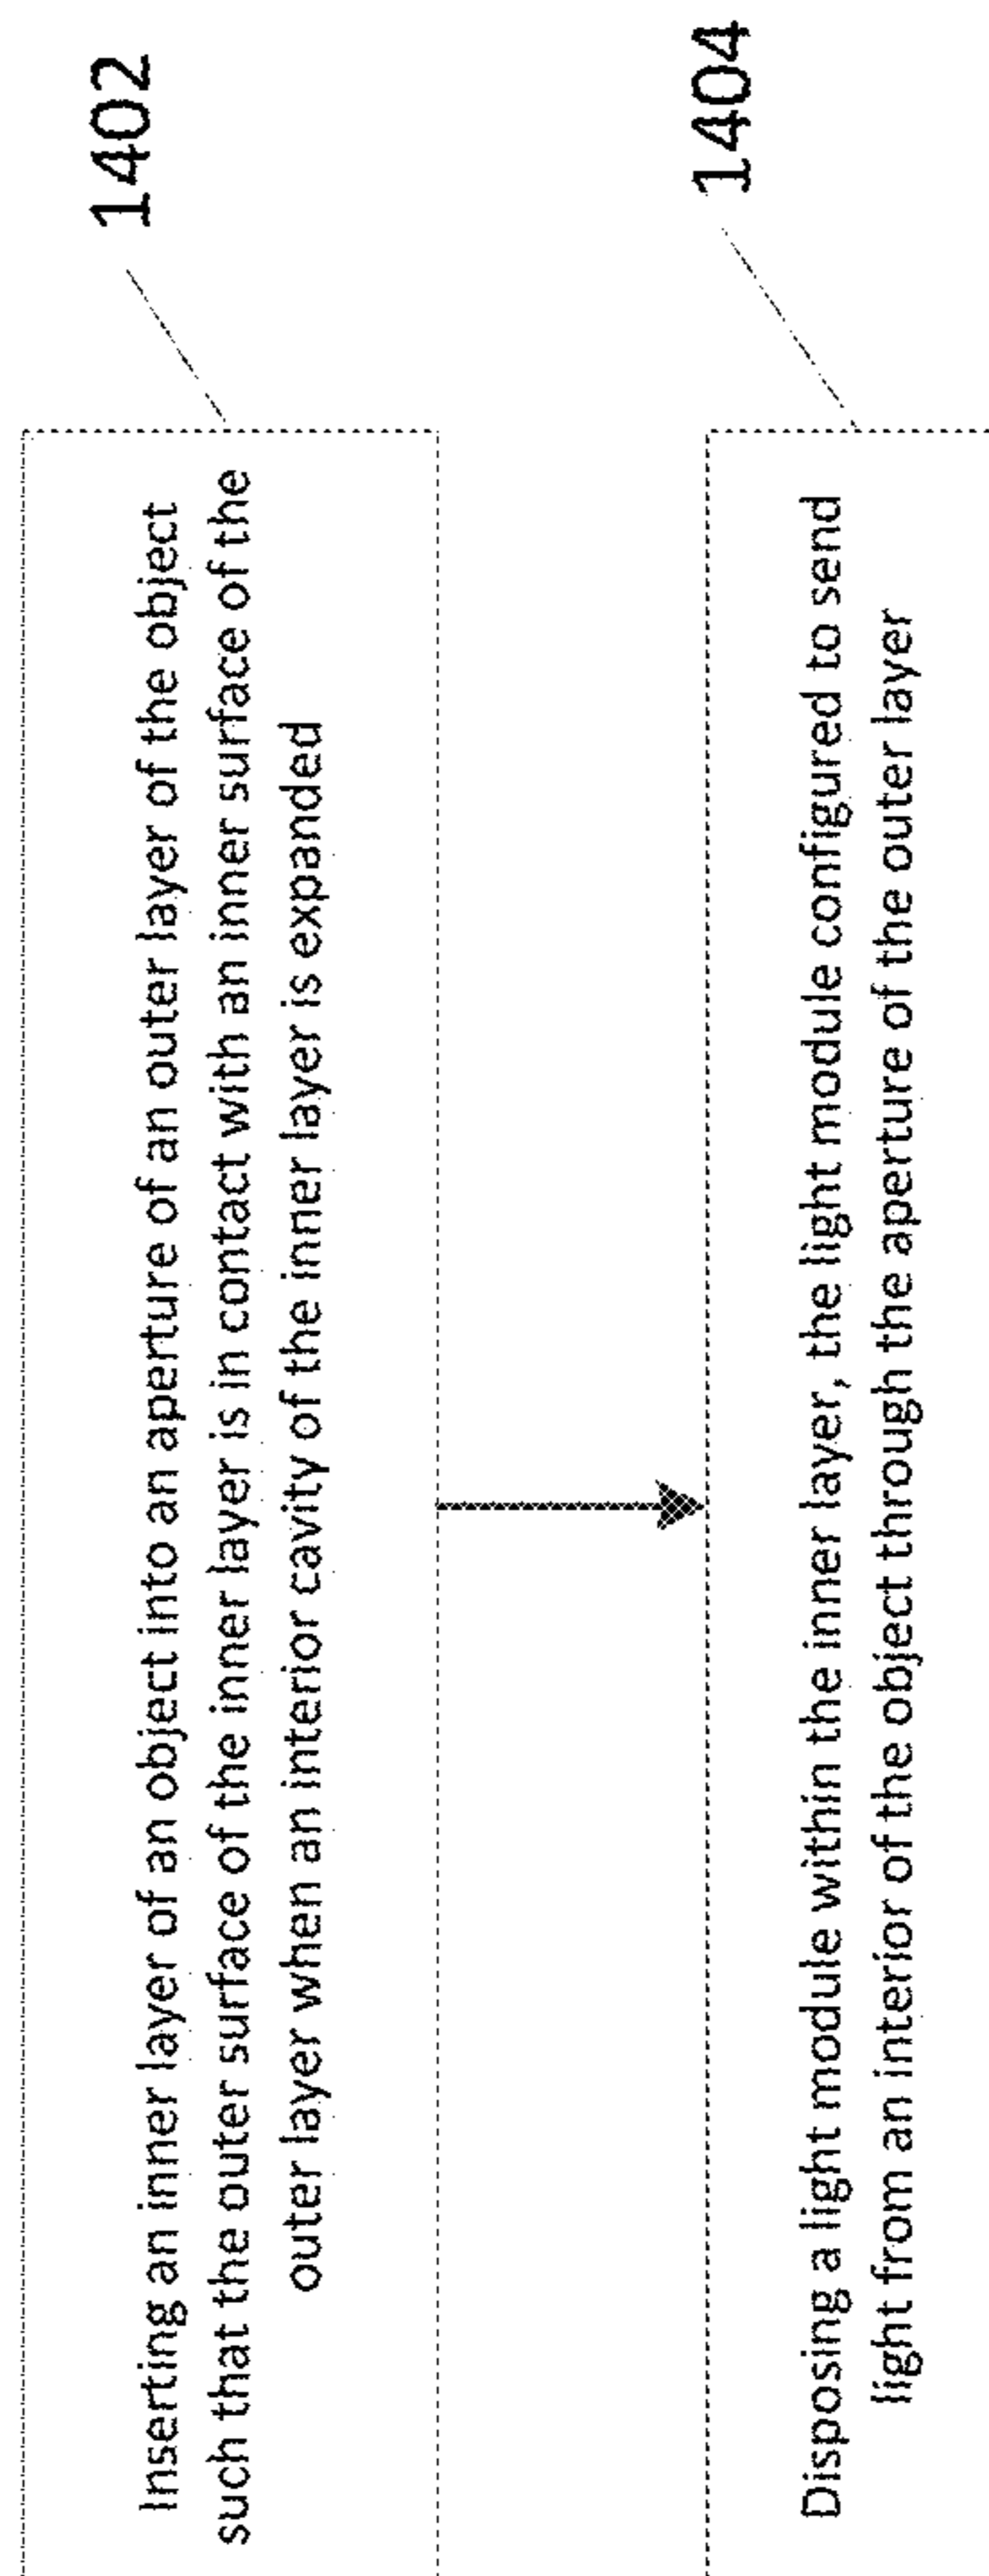 1402
Inserting an inner layer of an object into an aperture of an outer layer of the object
such that the outer surface of the inner layer is in contact with an inner surface of the
outer layer when an interior cavity of the inner layer is expanded
1404
Disposing a light module within the inner layer, the light module configured to send
light from an interior of the object through the aperture of the outer layer